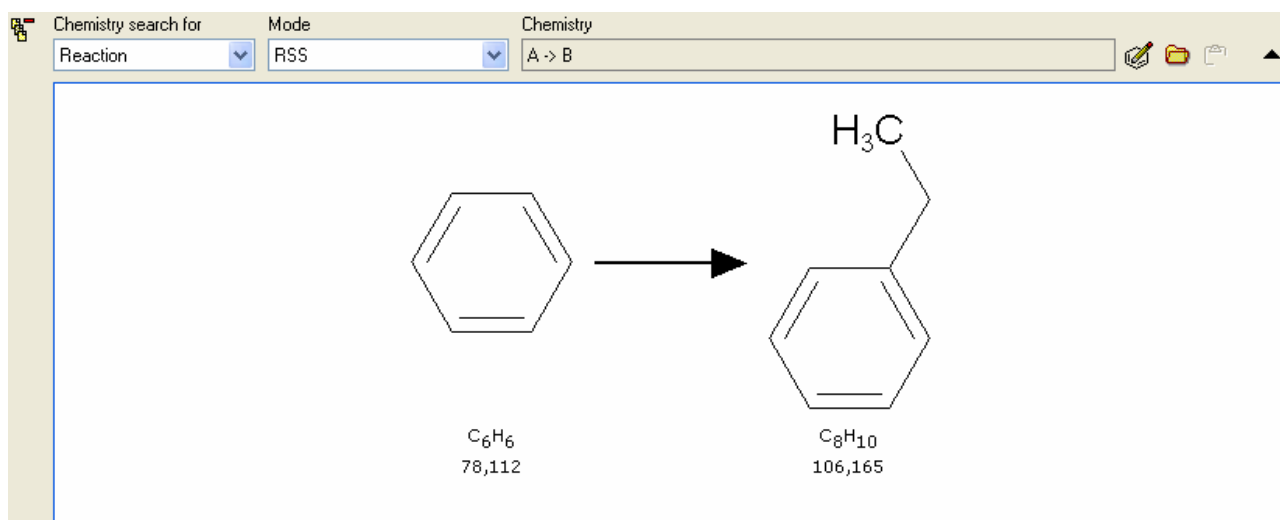 Chemistry search for Mode Chemistry
Reaction RSS A -> B
H₃C
C₆H₆ C₈H₁₀
78,112 106,165